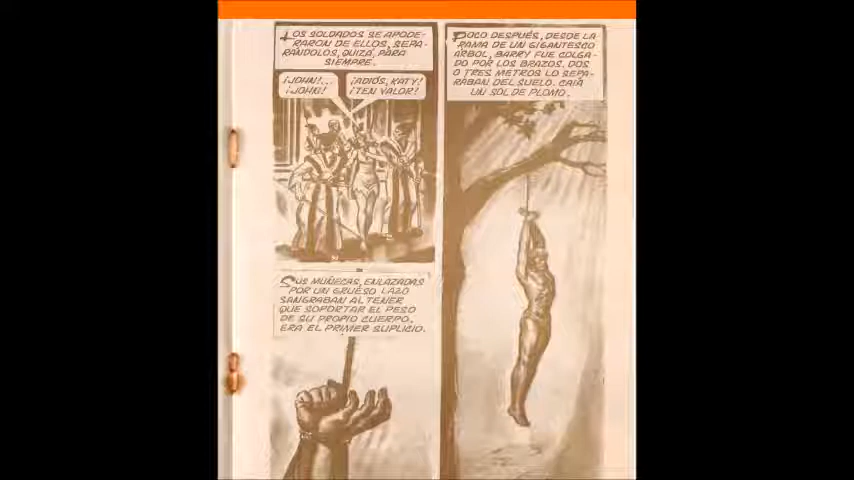 LOS SOLDADOS SE APODE-
RARON DE ELLOS, SEPA-
RÁNDOLOS, QUIZÁ, PARA
SIEMPRE.
¡JOHN!...
¡JOHN!
¡ADIÓS, KATY!
¡TEN VALOR!
SUS MUÑECAS, ENLAZADAS
POR UN GRUESO LAZO
SANGRABAN AL TENER
QUE SOPORTAR EL PESO
DE SU PROPIO CUERPO.
ERA EL PRIMER SUPLICIO.
POCO DESPUÉS, DESDE LA
RAMA DE UN GIGANTESCO
ARBOL, BARRY FUE COLGA-
DO POR LOS BRAZOS. DOS
O TRES METROS LO SEPA-
RABAN DEL SUELO. CAÍA
UN SOL DE PLOMO.